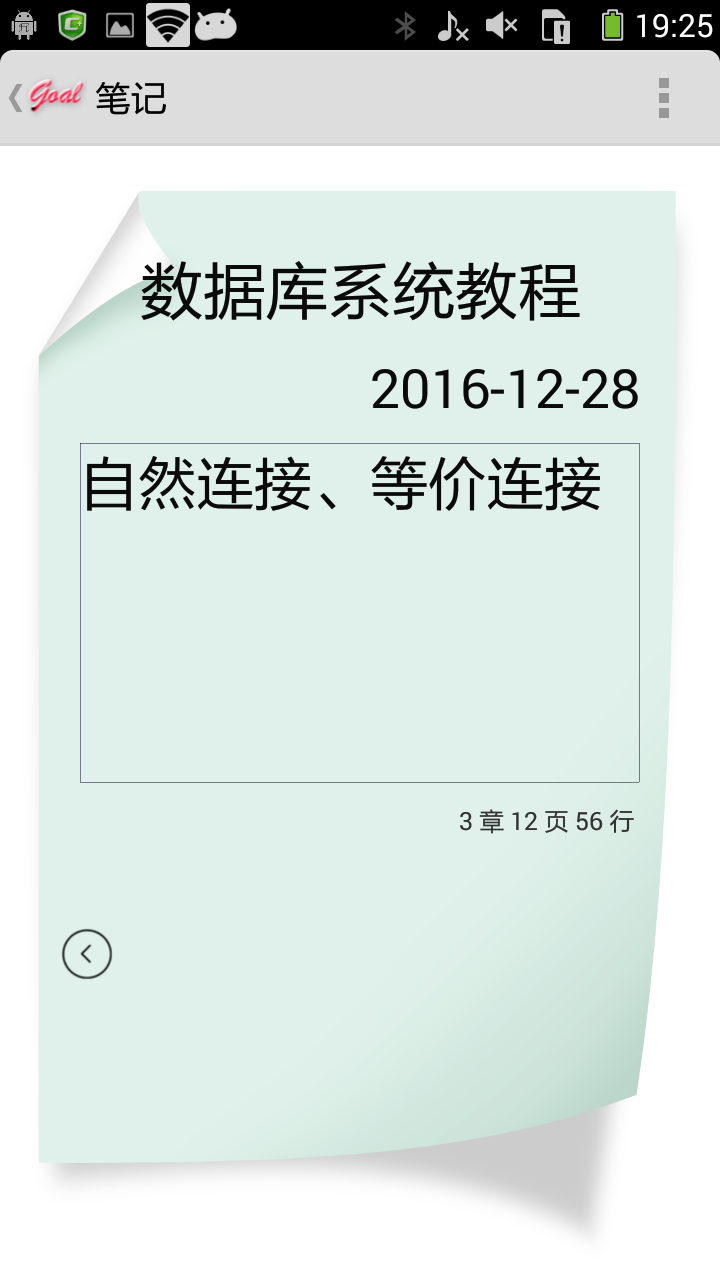 19:25
Goal 笔记
数据库系统教程
2016-12-28
自然连接、等价连接
3 章 12 页 56 行